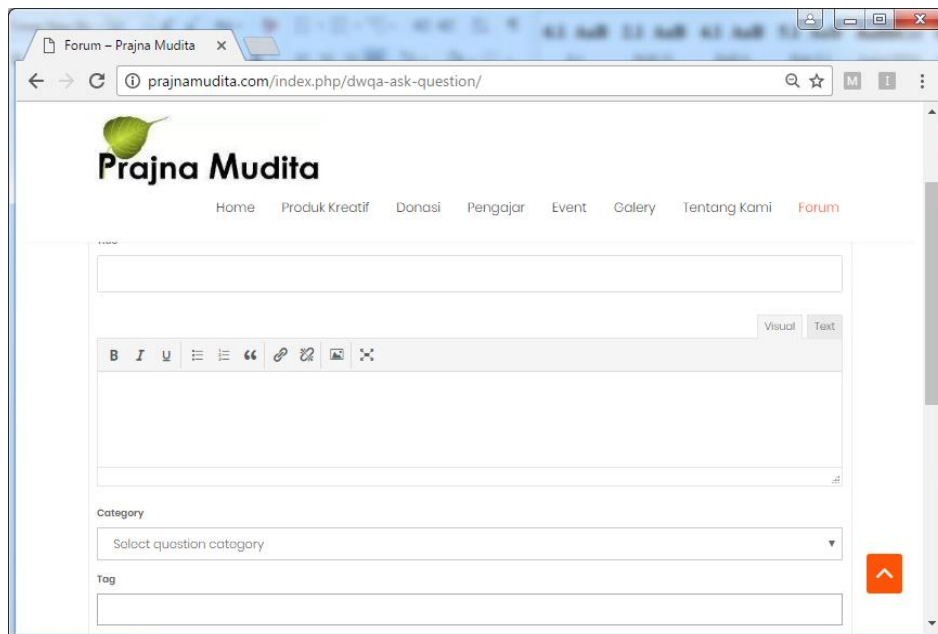 Forum – Prajna Mudita
prajnamudita.com/index.php/dwqa-ask-question/
M I
Prajna Mudita
Home Produk Kreatif Donasi Pengajar Event Galery Tentang Kami Forum
Visual Text
B I U
Category
Select question category
Tag